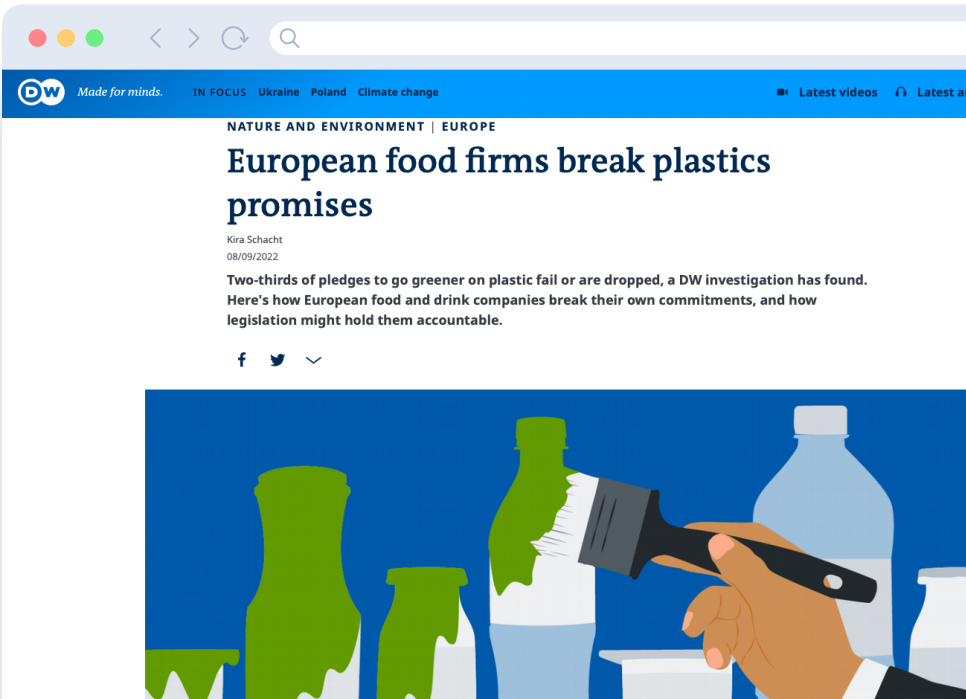 DW Made for minds. IN FOCUS Ukraine Poland Climate change Latest videos Latest
NATURE AND ENVIRONMENT | EUROPE
European food firms break plastics
promises
Kira Schacht
08/09/2022
Two-thirds of pledges to go greener on plastic fail or are dropped, a DW investigation has found.
Here's how European food and drink companies break their own commitments, and how
legislation might hold them accountable.